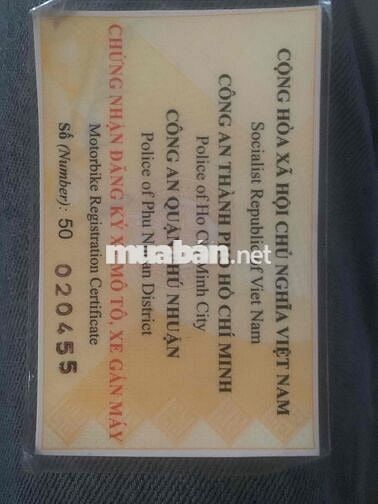 CỘNG HÒA XÃ HỘI CHỦ NGHĨA VIỆT NAM
Socialist Republic of Viet Nam
CÔNG AN THÀNH PHỐ HỒ CHÍ MINH
Police of Ho Chi Minh City
CÔNG AN QUẬN PHÚ NHUẬN
Police of Phu Nhuan District
CHỨNG NHẬN ĐĂNG KÝ XE MÔ TÔ, XE GẮN MÁY
Motorbike Registration Certificate
Số (Number): 50 020455
muaban.net